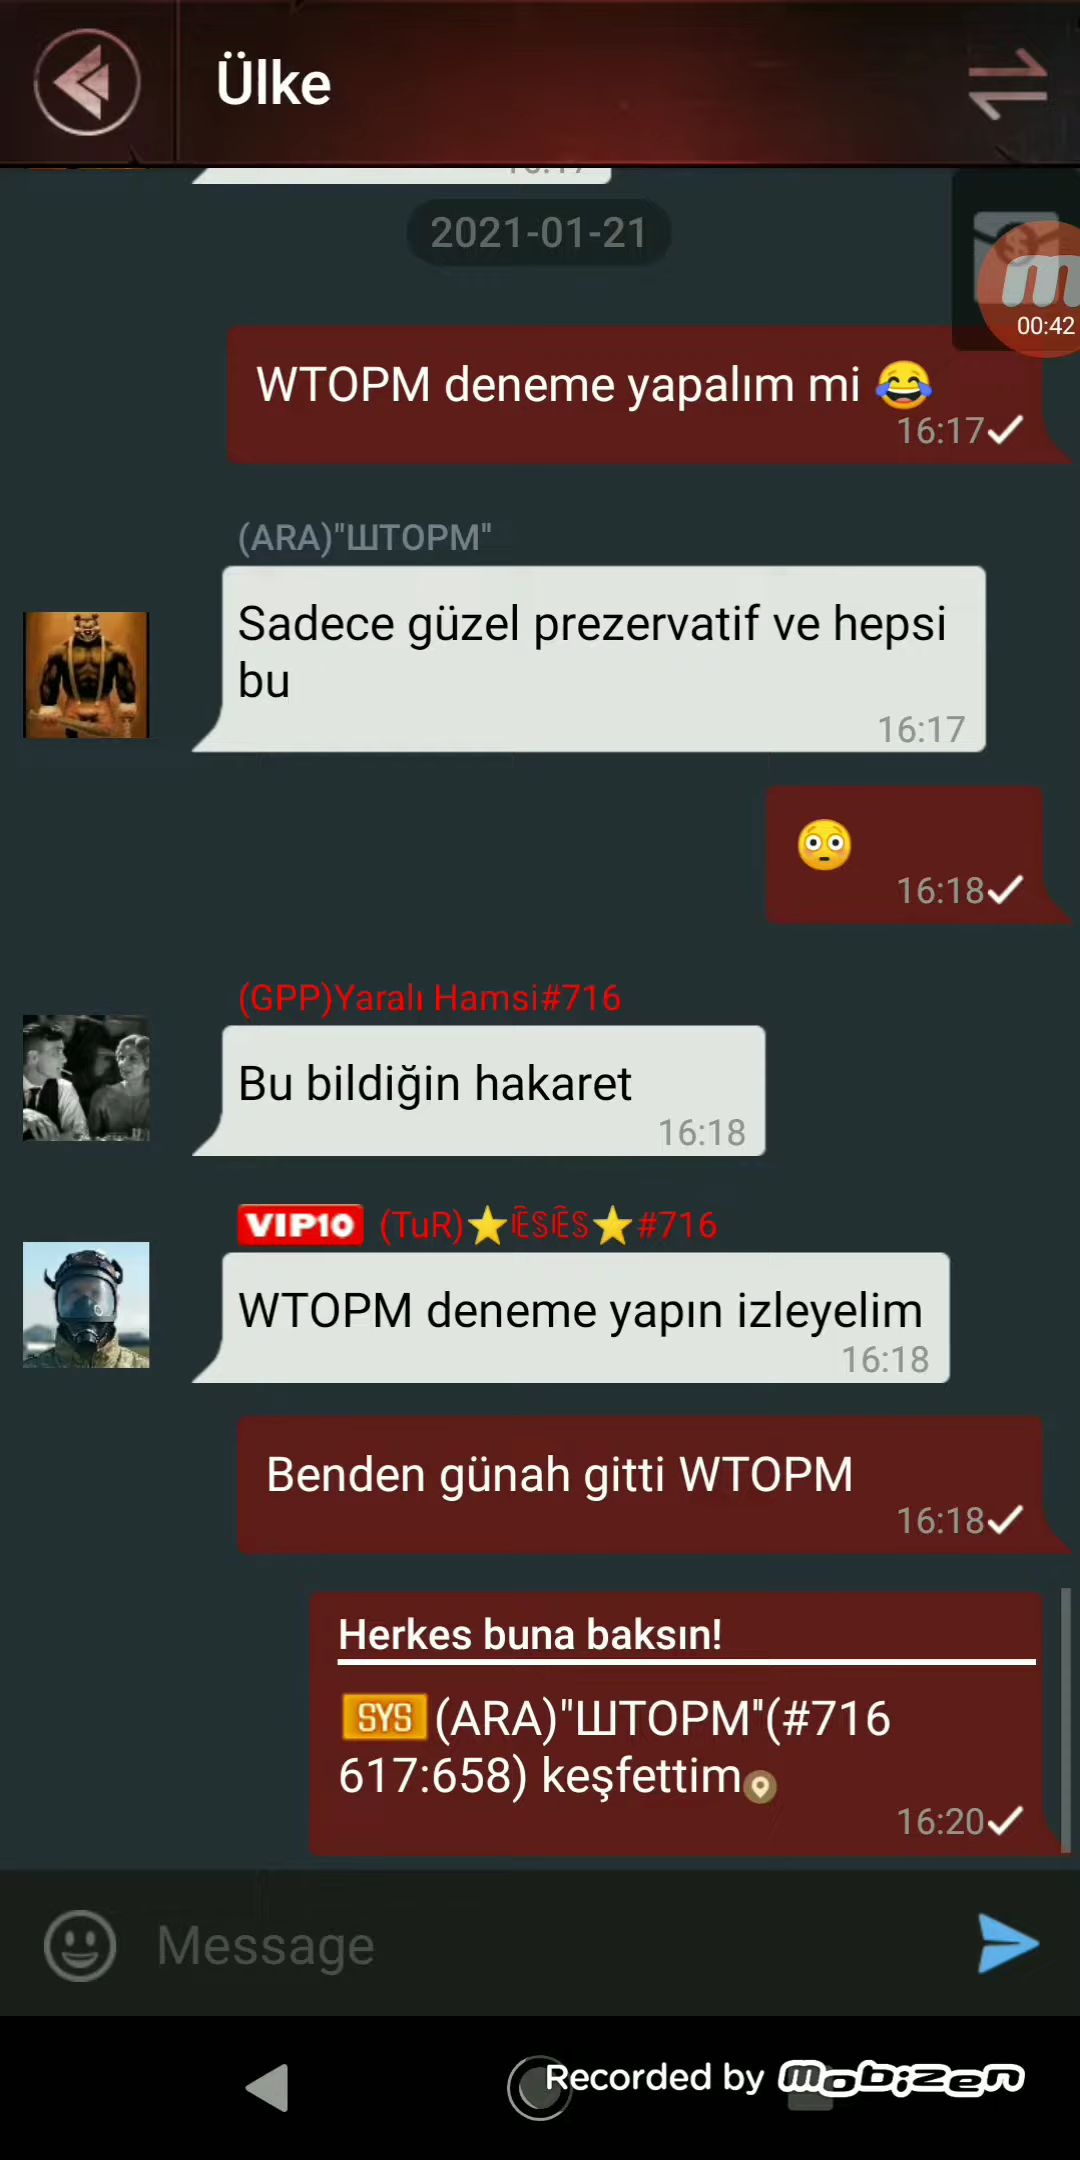 Ülke
2021-01-21
00:42
WTOPM deneme yapalım mi 😂
16:17
(ARA)"ШТОРМ"
Sadece güzel prezervatif ve hepsi
bu
16:17
😳
16:18
(GPP)Yaralı Hamsi#716
Bu bildiğin hakaret
16:18
VIP10 (TuR)⭐ #716
WTOPM deneme yapın izleyelim
16:18
Benden günah gitti WTOPM
16:18
Herkes buna baksın!
SYS (ARA)"ШТОРМ"(#716
617:658) keşfettim
16:20
Message
Recorded by mobizen